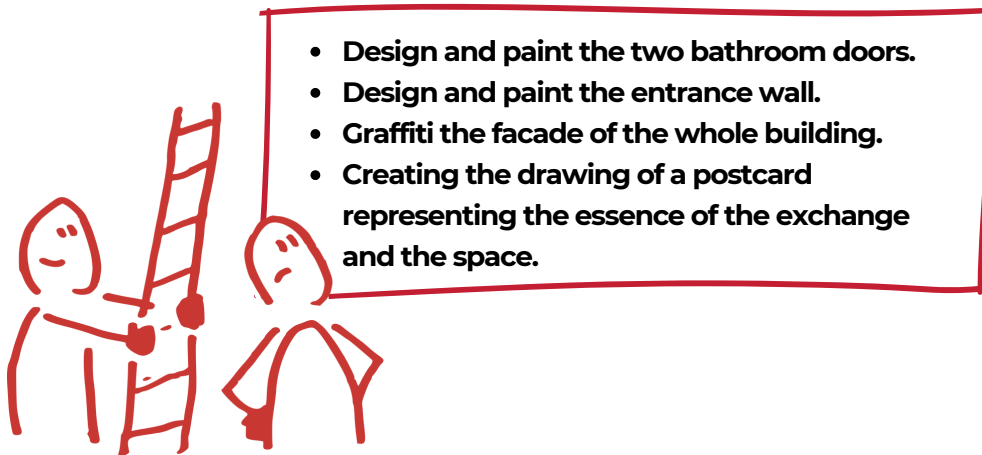 • Design and paint the two bathroom doors.
• Design and paint the entrance wall.
• Graffiti the facade of the whole building.
• Creating the drawing of a postcard
representing the essence of the exchange
and the space.